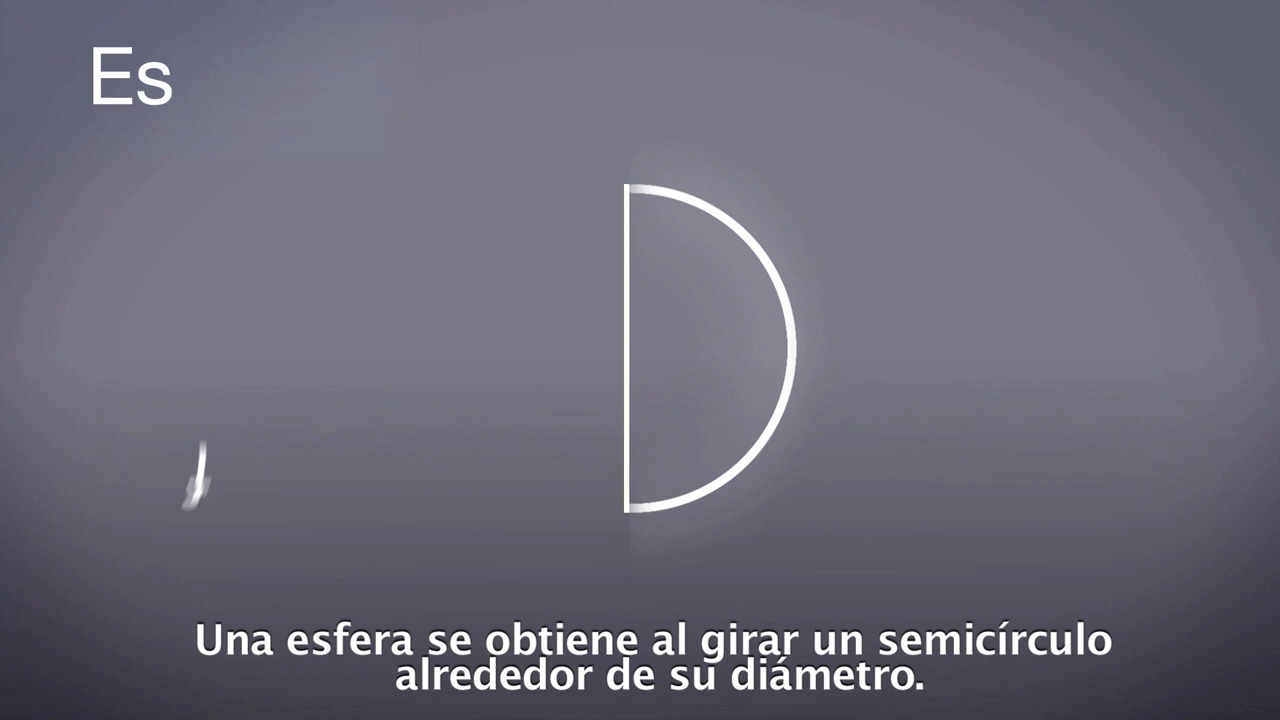 Es
Una esfera se obtiene al girar un semicírculo
alrededor de su diámetro.